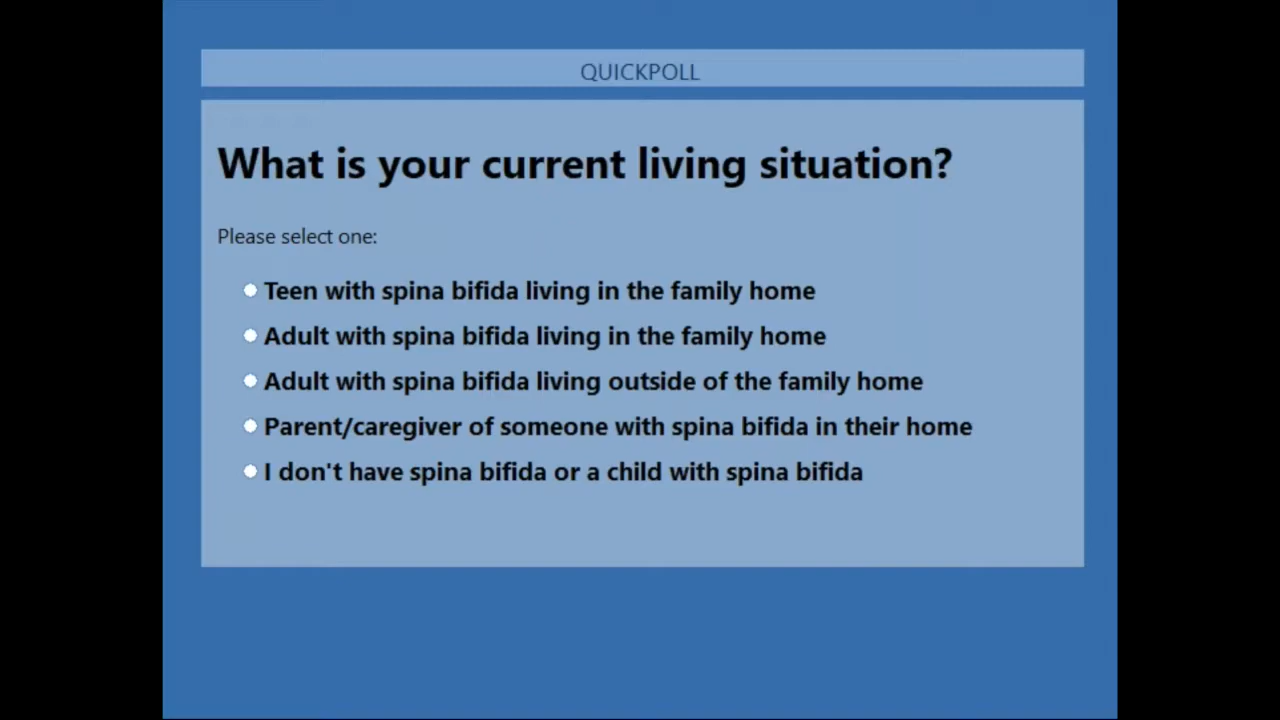 QUICKPOLL
What is your current living situation?
Please select one:
Teen with spina bifida living in the family home
Adult with spina bifida living in the family home
Adult with spina bifida living outside of the family home
Parent/caregiver of someone with spina bifida in their home
I don't have spina bifida or a child with spina bifida